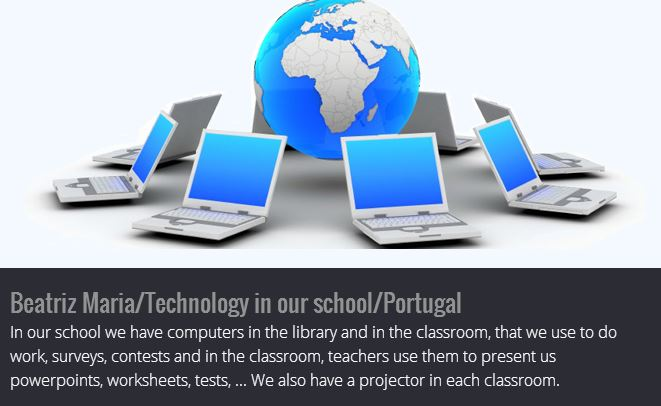 Beatriz Maria/Technology in our school/Portugal
In our school we have computers in the library and in the classroom, that we use to do
work, surveys, contests and in the classroom, teachers use them to present us
powerpoints, worksheets, tests, ... We also have a projector in each classroom.